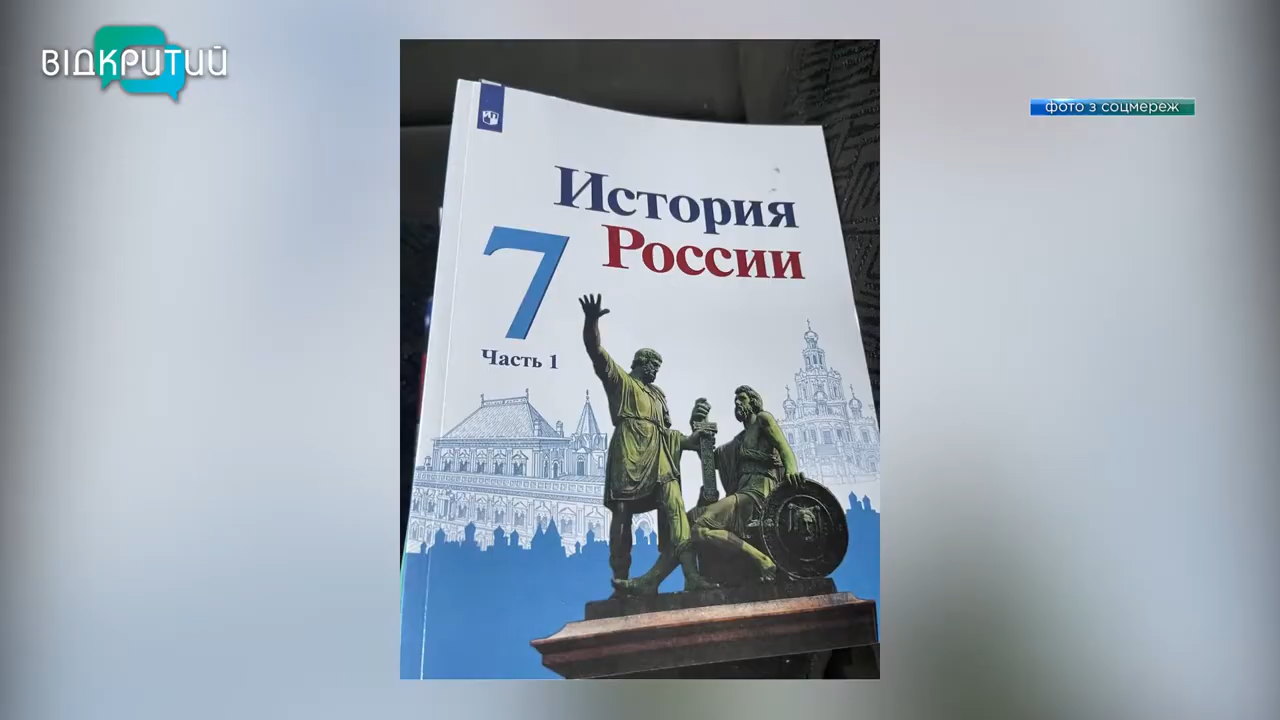 ВІДКРИТИЙ
фото з соцмереж
История
России
7
Часть 1